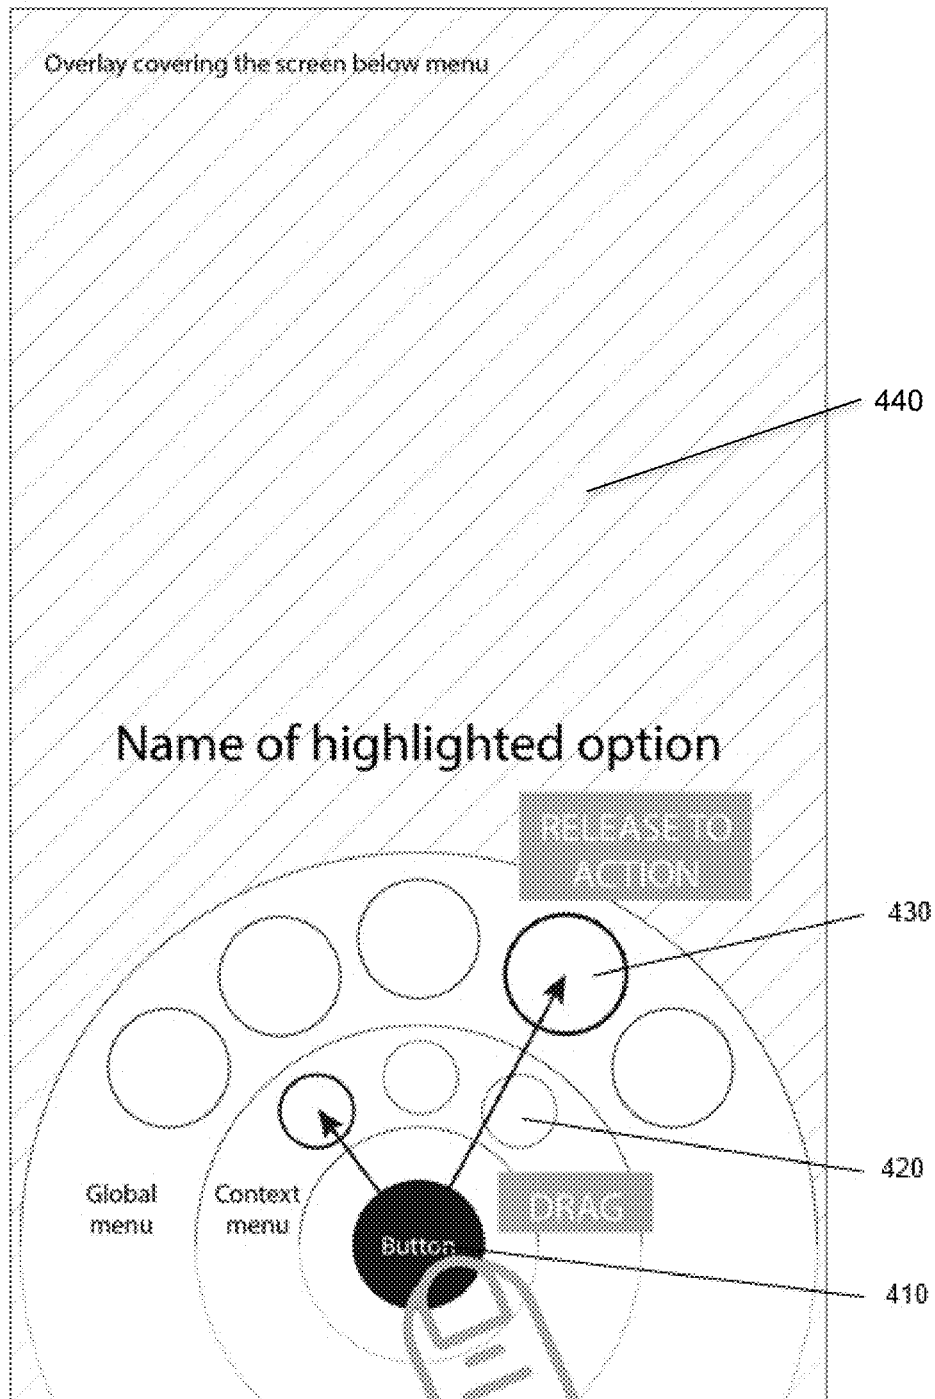 Overlay covering the screen below menu
440
Name of highlighted option
RELEASE TO
ACTION
430
420
Global
menu
Context
menu
DRAG
Button
410